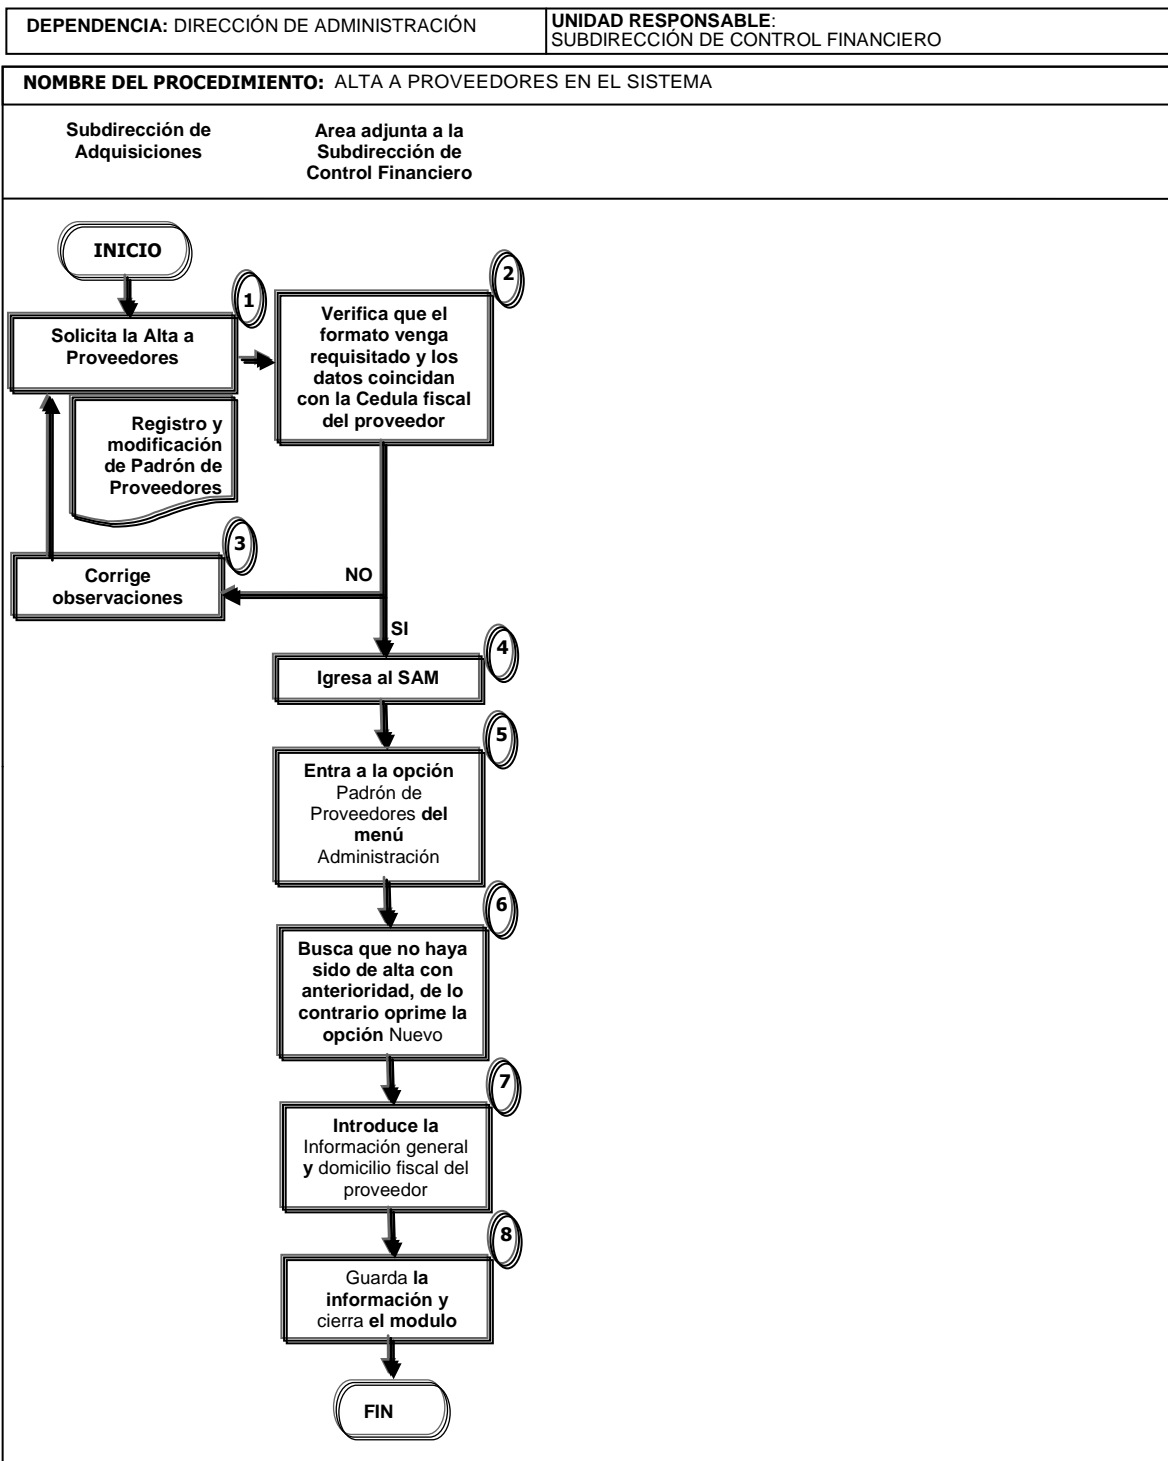 DEPENDENCIA: DIRECCIÓN DE ADMINISTRACIÓN
UNIDAD RESPONSABLE:
SUBDIRECCIÓN DE CONTROL FINANCIERO
NOMBRE DEL PROCEDIMIENTO: ALTA A PROVEEDORES EN EL SISTEMA
Subdirección de
Adquisiciones
Area adjunta a la
Subdirección de
Control Financiero
INICIO
1
Solicita la Alta a
Proveedores
Registro y
modificación
de Padrón de
Proveedores
2
Verifica que el
formato venga
requisitado y los
datos coincidan
con la Cedula fiscal
del proveedor
3
Corrige
observaciones
NO
SI
4
Igresa al SAM
5
Entra a la opción
Padrón de
Proveedores del
menú
Administración
6
Busca que no haya
sido de alta con
anterioridad, de lo
contrario oprime la
opción Nuevo
7
Introduce la
Información general
y domicilio fiscal del
proveedor
8
Guarda la
información y
cierra el modulo
FIN